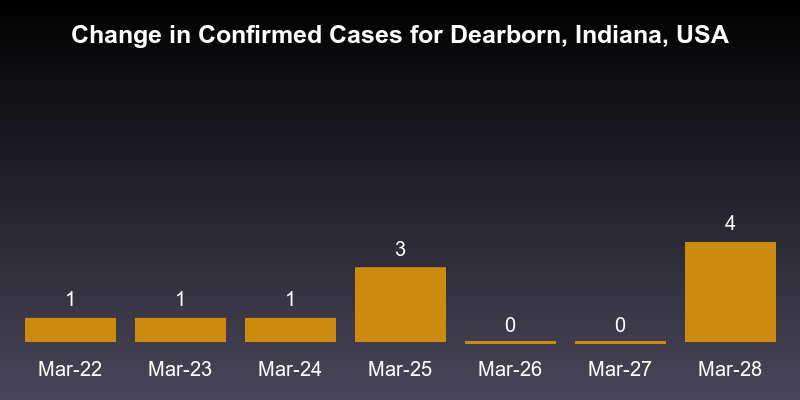 Change in Confirmed Cases for Dearborn, Indiana, USA
1 1 1 3 0 0 4
Mar-22 Mar-23 Mar-24 Mar-25 Mar-26 Mar-27 Mar-28